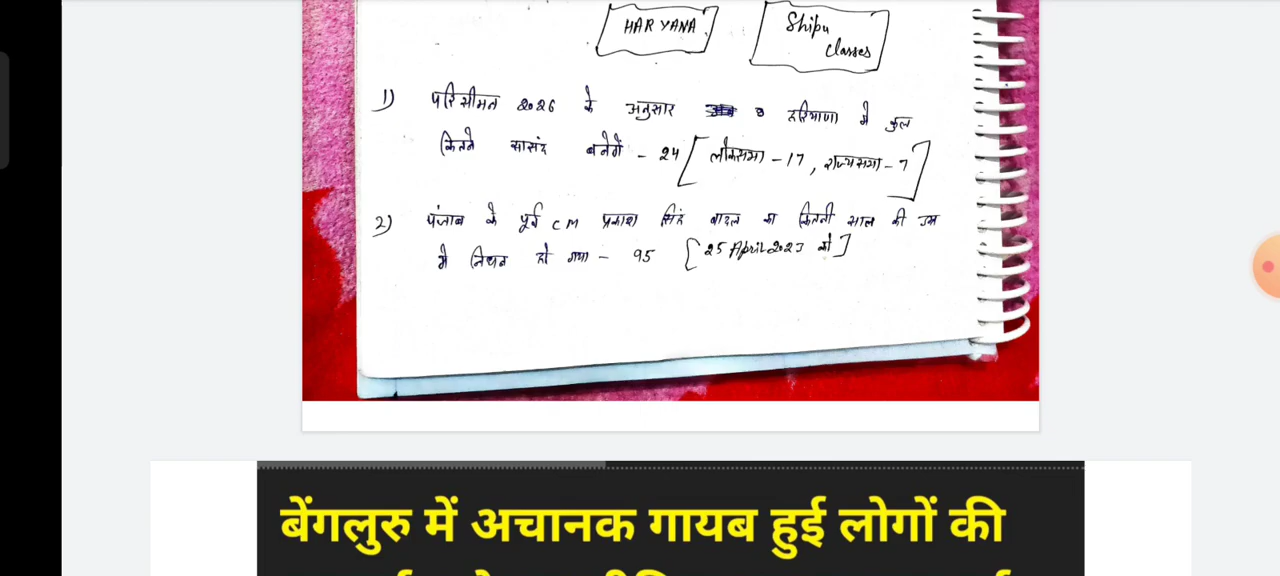 HARYANA
Shipu
classes
1) परिसीमन 2026 के अनुसार हरियाणा मे कुल
कितने सासंद बनेगें - 24 [ लोकसभा - 17, राज्यसभा - 7 ]
2) पंजाब के पूर्व CM प्रकाश सिंह बादल का कितनी साल की उम्र
मे निधन हो गया - 95 [ 25 April 2023 को ]
बेंगलुरु में अचानक गायब हुई लोगों की